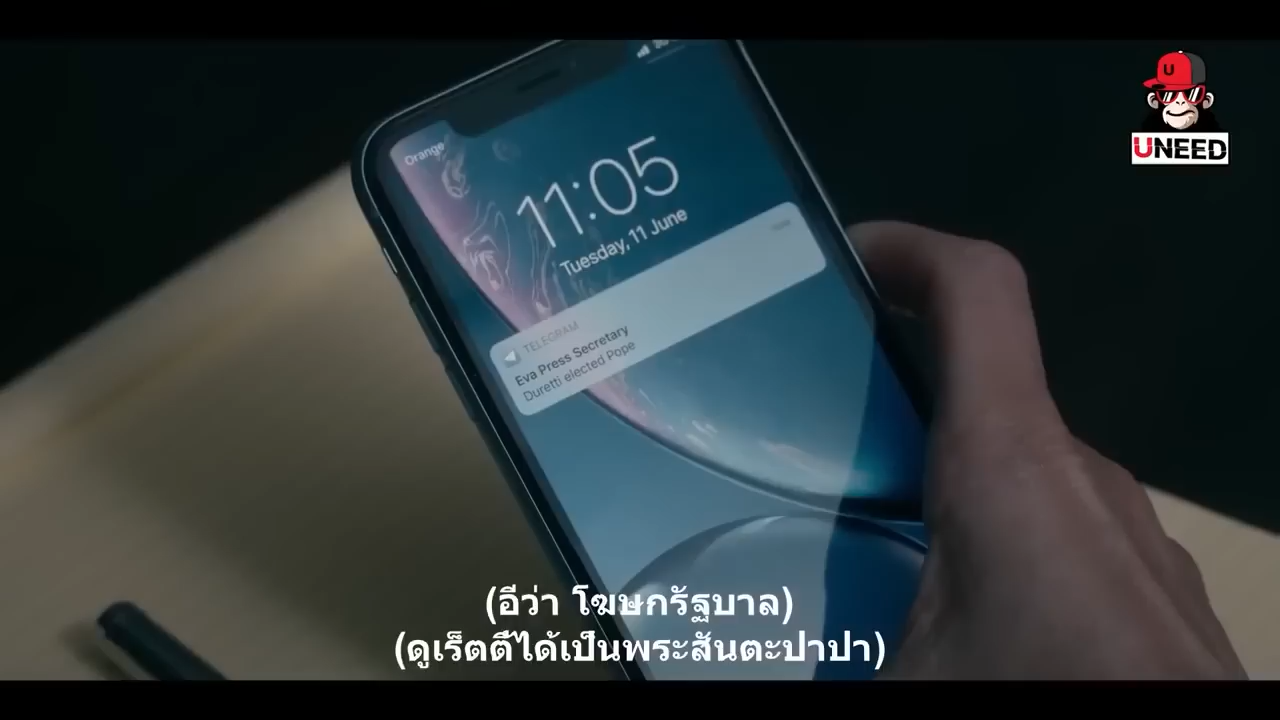 U
UNEED
Orange
11:05
Tuesday, 11 June
TELEGRAM
Eva Press Secretary
Duretti elected Pope
(อีว่า โฆษกรัฐบาล)
(ดูเร็ตตี้ได้เป็นพระสันตะปาปา)